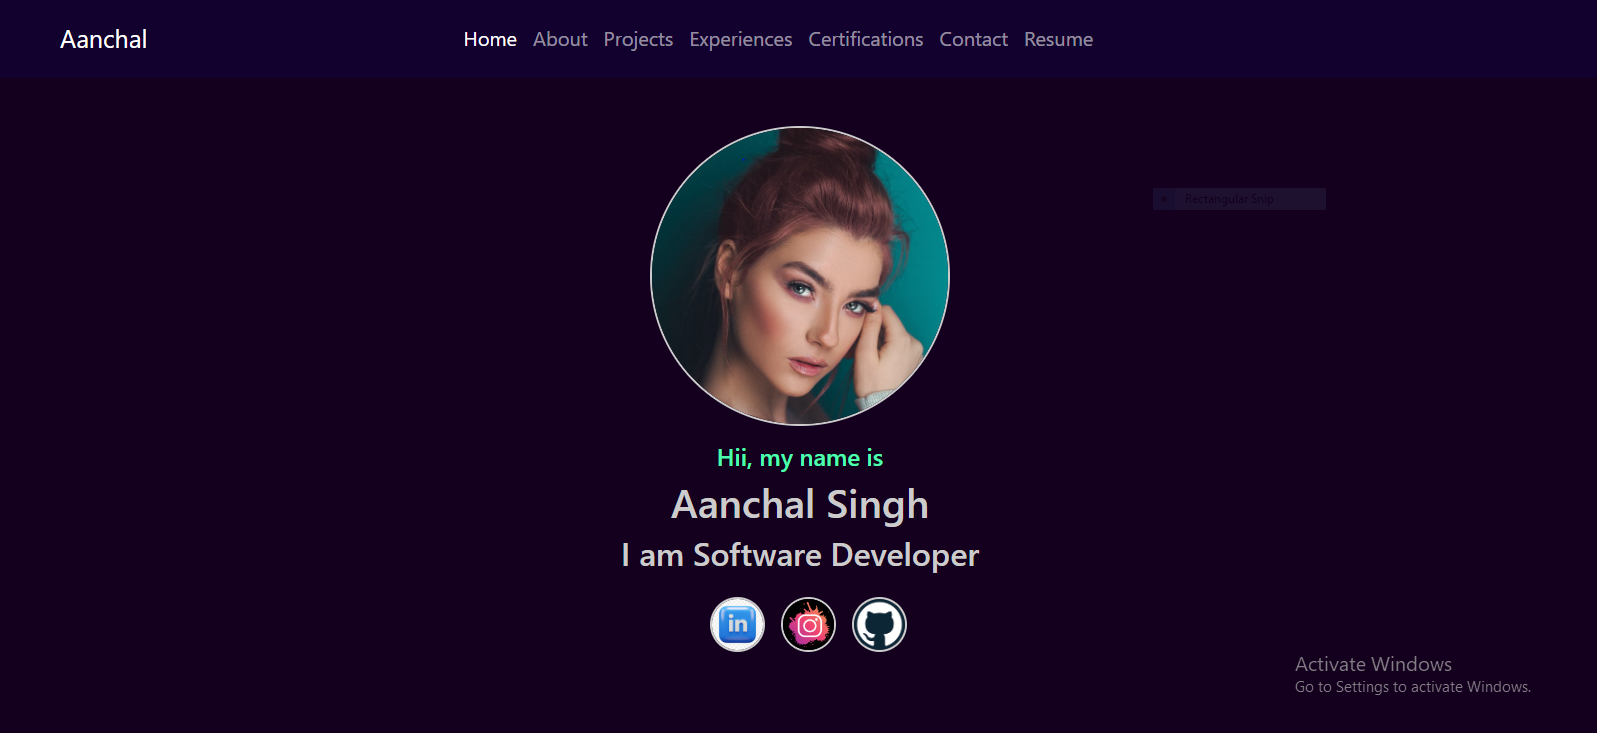 Aanchal
Home About Projects Experiences Certifications Contact Resume
Rectangular Snip
Hii, my name is
Aanchal Singh
I am Software Developer
in
Activate Windows
Go to Settings to activate Windows.